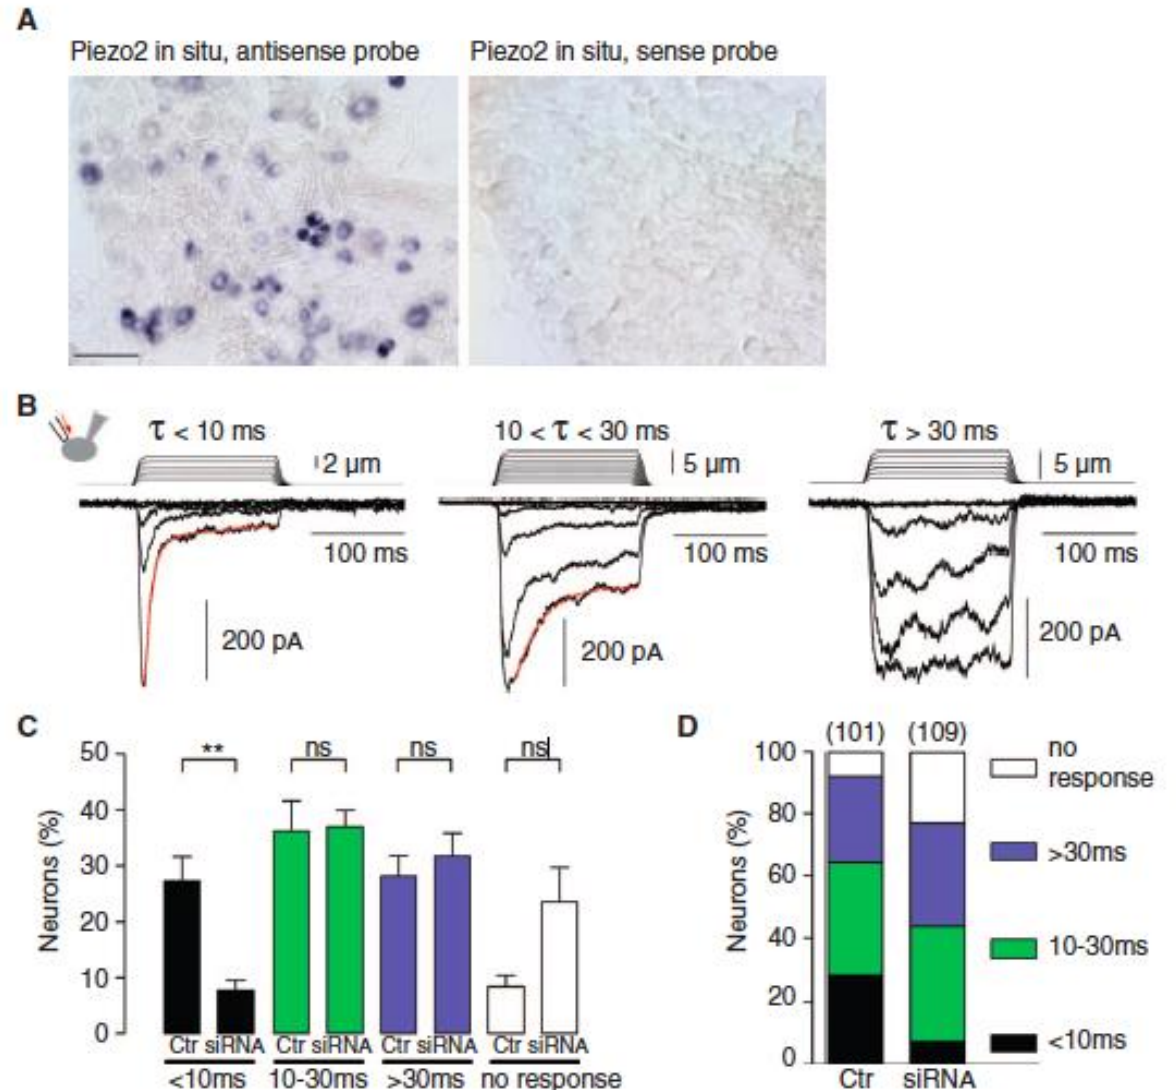 A
Piezo2 in situ, antisense probe
Piezo2 in situ, sense probe
B
τ < 10 ms
2 µm
100 ms
200 pA
10 < τ < 30 ms
5 µm
100 ms
200 pA
τ > 30 ms
5 µm
100 ms
200 pA
C
Neurons (%)
50
40
30
20
10
0
**
ns
ns
ns
Ctr siRNA
Ctr siRNA
Ctr siRNA
Ctr siRNA
<10ms
10-30ms
>30ms
no response
D
(101)
(109)
Neurons (%)
100
80
60
40
20
0
Ctr
siRNA
no
response
>30ms
10-30ms
<10ms